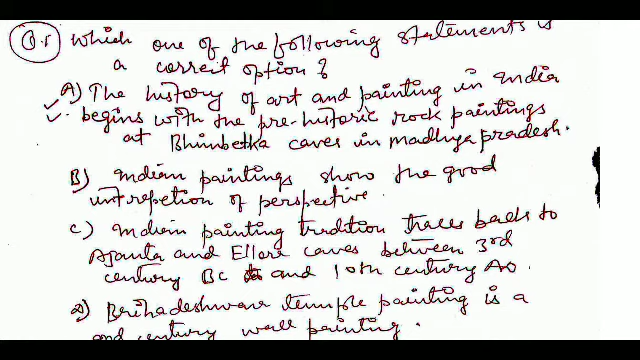 Q.1 Which one of the following statements is
a correct option?
A) The history of art and painting in India
begins with the pre-historic rock paintings
at Bhimbetka caves in Madhya Pradesh.
B) Indian paintings show the good
of perspective.
C) Indian painting tradition traces back to
Ajanta and Ellora caves between 3rd
century BC and 10th century AD.
D) Brihadeshwar temple painting is a
century wall painting.